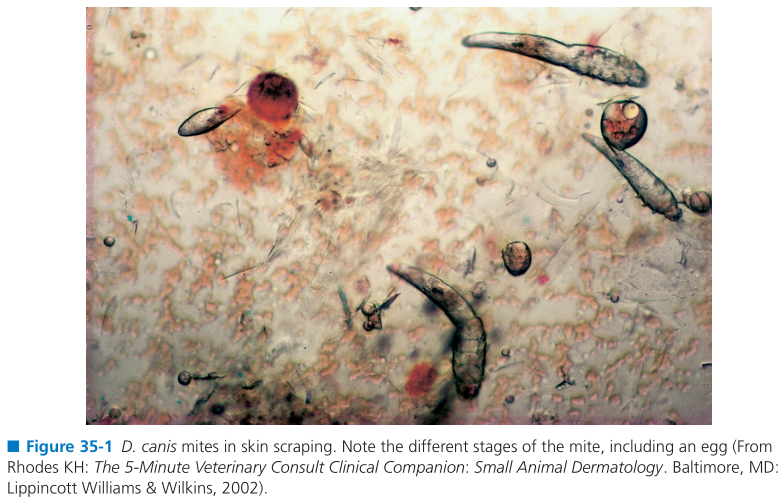 ■ Figure 35-1 D. canis mites in skin scraping. Note the different stages of the mite, including an egg (From
Rhodes KH: The 5-Minute Veterinary Consult Clinical Companion: Small Animal Dermatology. Baltimore, MD:
Lippincott Williams & Wilkins, 2002).